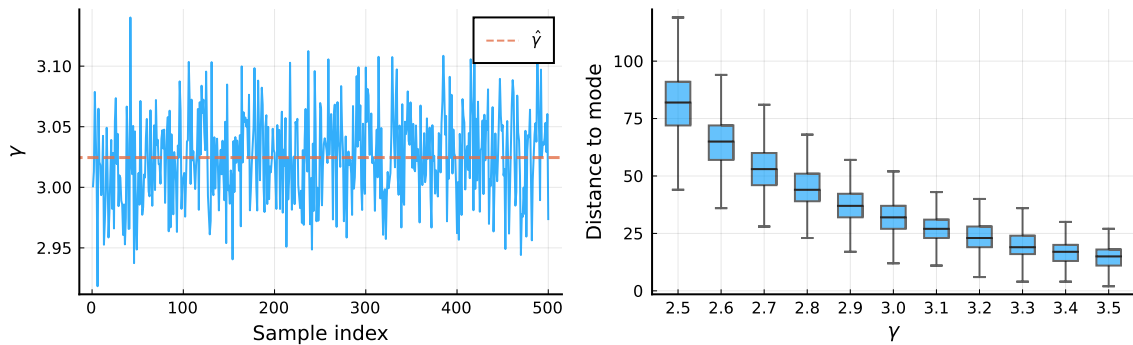 γ̂
3.10
3.05
3.00
2.95
γ
0 100 200 300 400 500
Sample index
100
75
50
25
0
Distance to mode
2.5 2.6 2.7 2.8 2.9 3.0 3.1 3.2 3.3 3.4 3.5
γ